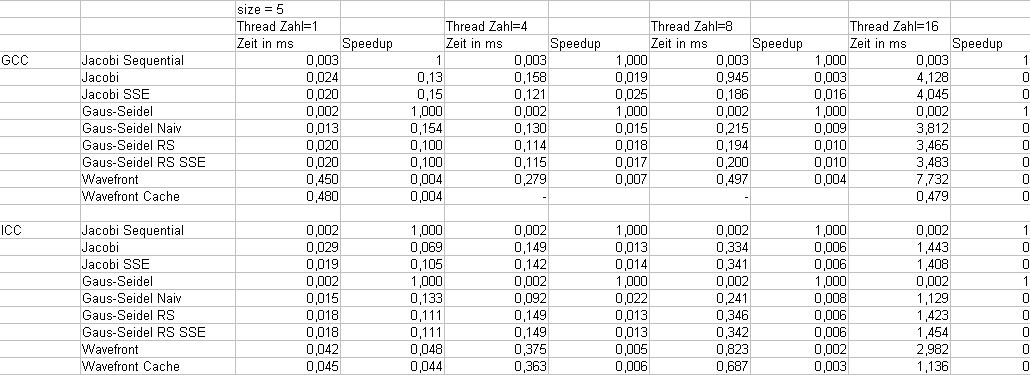 size = 5
Thread Zahl=1 Thread Zahl=4 Thread Zahl=8 Thread Zahl=16
Zeit in ms Speedup Zeit in ms Speedup Zeit in ms Speedup Zeit in ms Speedup
GCC Jacobi Sequential 0,003 1 0,003 1,000 0,003 1,000 0,003 1
Jacobi 0,024 0,13 0,158 0,019 0,945 0,003 4,128 0
Jacobi SSE 0,020 0,15 0,121 0,025 0,186 0,016 4,045 0
Gaus-Seidel 0,002 1,000 0,002 1,000 0,002 1,000 0,002 1
Gaus-Seidel Naiv 0,013 0,154 0,130 0,015 0,215 0,009 3,812 0
Gaus-Seidel RS 0,020 0,100 0,114 0,018 0,194 0,010 3,465 0
Gaus-Seidel RS SSE 0,020 0,100 0,115 0,017 0,200 0,010 3,483 0
Wavefront 0,450 0,004 0,279 0,007 0,497 0,004 7,732 0
Wavefront Cache 0,480 0,004 - - 0,479 0
ICC Jacobi Sequential 0,002 1,000 0,002 1,000 0,002 1,000 0,002 1
Jacobi 0,029 0,069 0,149 0,013 0,334 0,006 1,443 0
Jacobi SSE 0,019 0,105 0,142 0,014 0,341 0,006 1,408 0
Gaus-Seidel 0,002 1,000 0,002 1,000 0,002 1,000 0,002 1
Gaus-Seidel Naiv 0,015 0,133 0,092 0,022 0,241 0,008 1,129 0
Gaus-Seidel RS 0,018 0,111 0,149 0,013 0,346 0,006 1,423 0
Gaus-Seidel RS SSE 0,018 0,111 0,149 0,013 0,342 0,006 1,454 0
Wavefront 0,042 0,048 0,375 0,005 0,823 0,002 2,982 0
Wavefront Cache 0,045 0,044 0,363 0,006 0,687 0,003 1,136 0